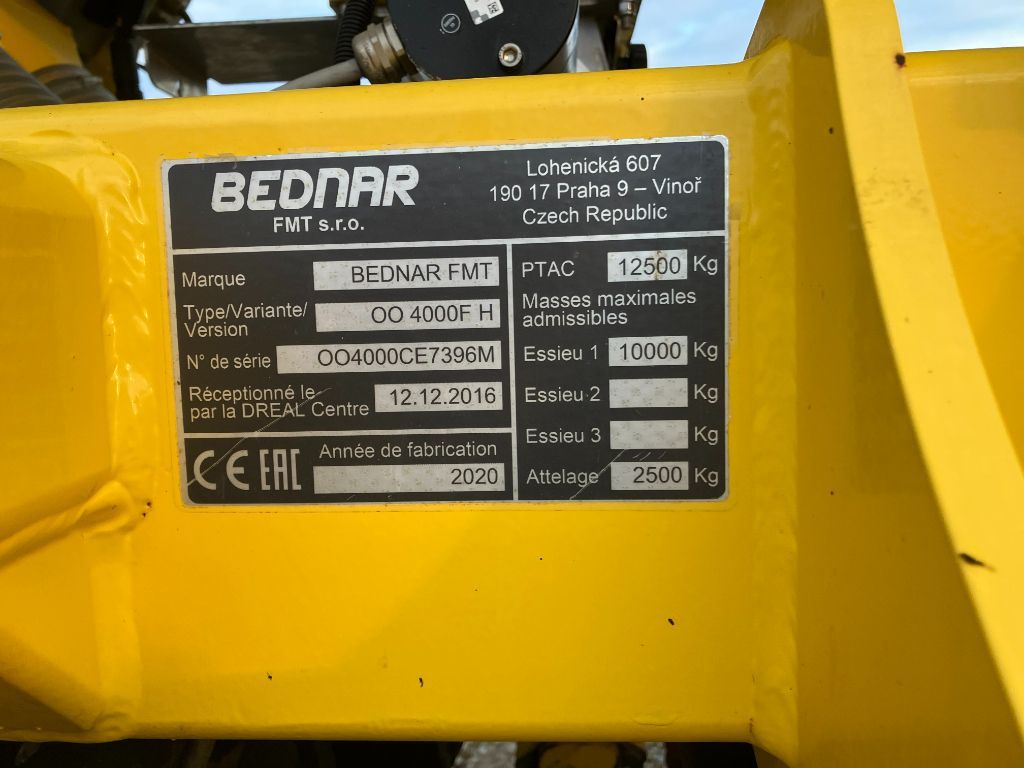 BEDNAR
FMT s.r.o.
Lohenická 607
190 17 Praha 9 – Vinoř
Czech Republic
Marque BEDNAR FMT
Type/Variante/
Version OO 4000F H
N° de série OO4000CE7396M
Réceptionné le
par la DREAL Centre 12.12.2016
CE EAC Année de fabrication
2020
PTAC 12500 Kg
Masses maximales
admissibles
Essieu 1 10000 Kg
Essieu 2 Kg
Essieu 3 Kg
Attelage 2500 Kg